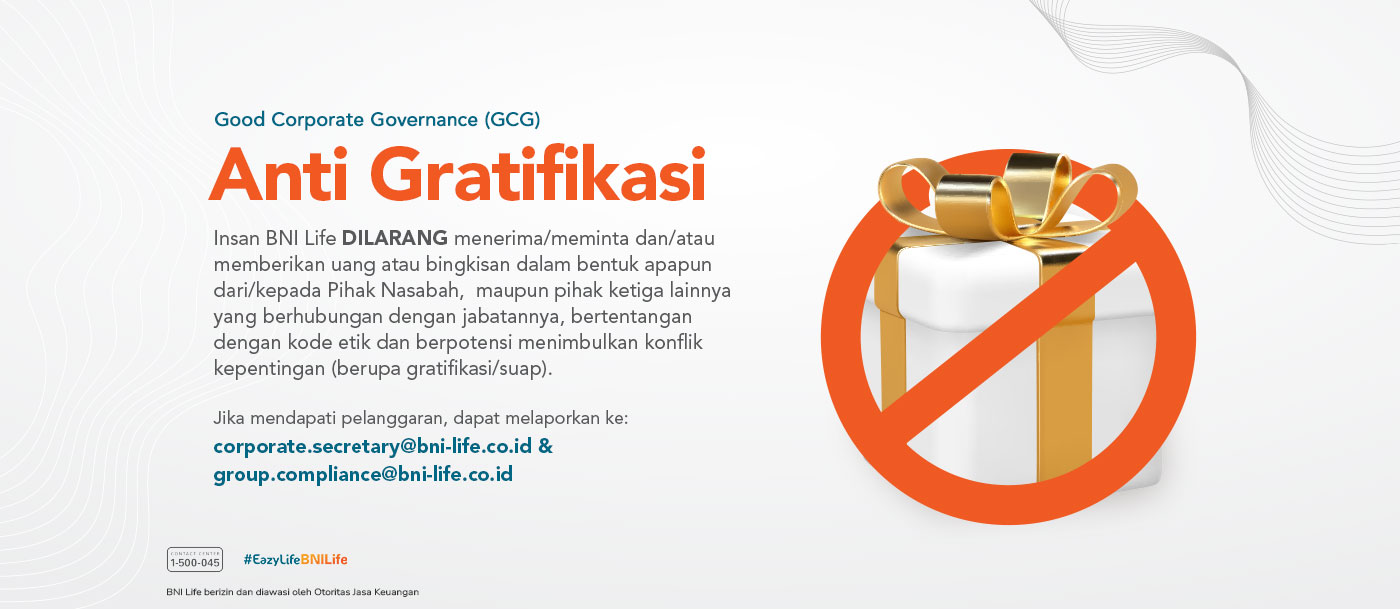 Good Corporate Governance (GCG)
Anti Gratifikasi
Insan BNI Life DILARANG menerima/meminta dan/atau
memberikan uang atau bingkisan dalam bentuk apapun
dari/kepada Pihak Nasabah,  maupun pihak ketiga lainnya
yang berhubungan dengan jabatannya, bertentangan
dengan kode etik dan berpotensi menimbulkan konflik
kepentingan (berupa gratifikasi/suap).
Jika mendapati pelanggaran, dapat melaporkan ke:
corporate.secretary@bni-life.co.id &
group.compliance@bni-life.co.id
CONTACT CENTER
1-500-045
#EazyLifeBNILife
BNI Life berizin dan diawasi oleh Otoritas Jasa Keuangan